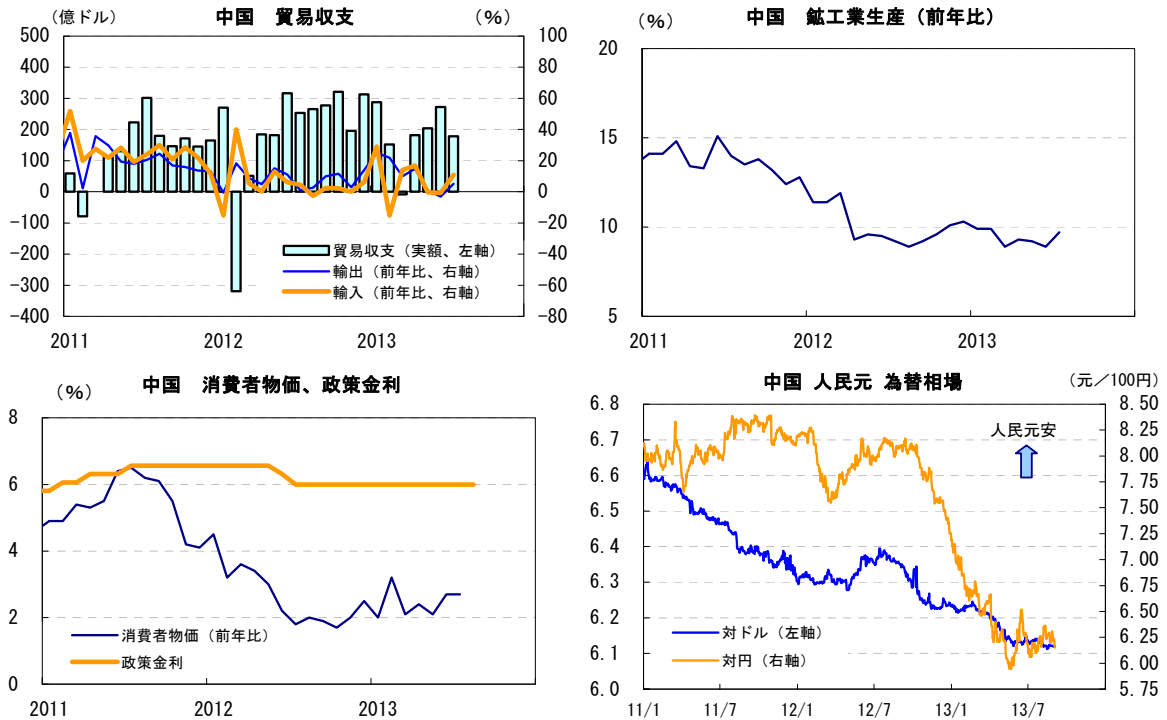 中国　貿易収支
（億ドル）
（％）
500
400
300
200
100
0
-100
-200
-300
-400
100
80
60
40
20
0
-20
-40
-60
-80
貿易収支（実額、左軸）
輸出（前年比、右軸）
輸入（前年比、右軸）
2011 2012 2013
中国　鉱工業生産（前年比）
（％）
20
15
10
5
2011 2012 2013
中国　消費者物価、政策金利
（％）
8
6
4
2
0
消費者物価（前年比）
政策金利
2011 2012 2013
中国 人民元 為替相場
（元／100円）
6.8
6.7
6.6
6.5
6.4
6.3
6.2
6.1
6.0
8.50
8.25
8.00
7.75
7.50
7.25
7.00
6.75
6.50
6.25
6.00
5.75
人民元安
対ドル（左軸）
対円（右軸）
11/1 11/7 12/1 12/7 13/1 13/7